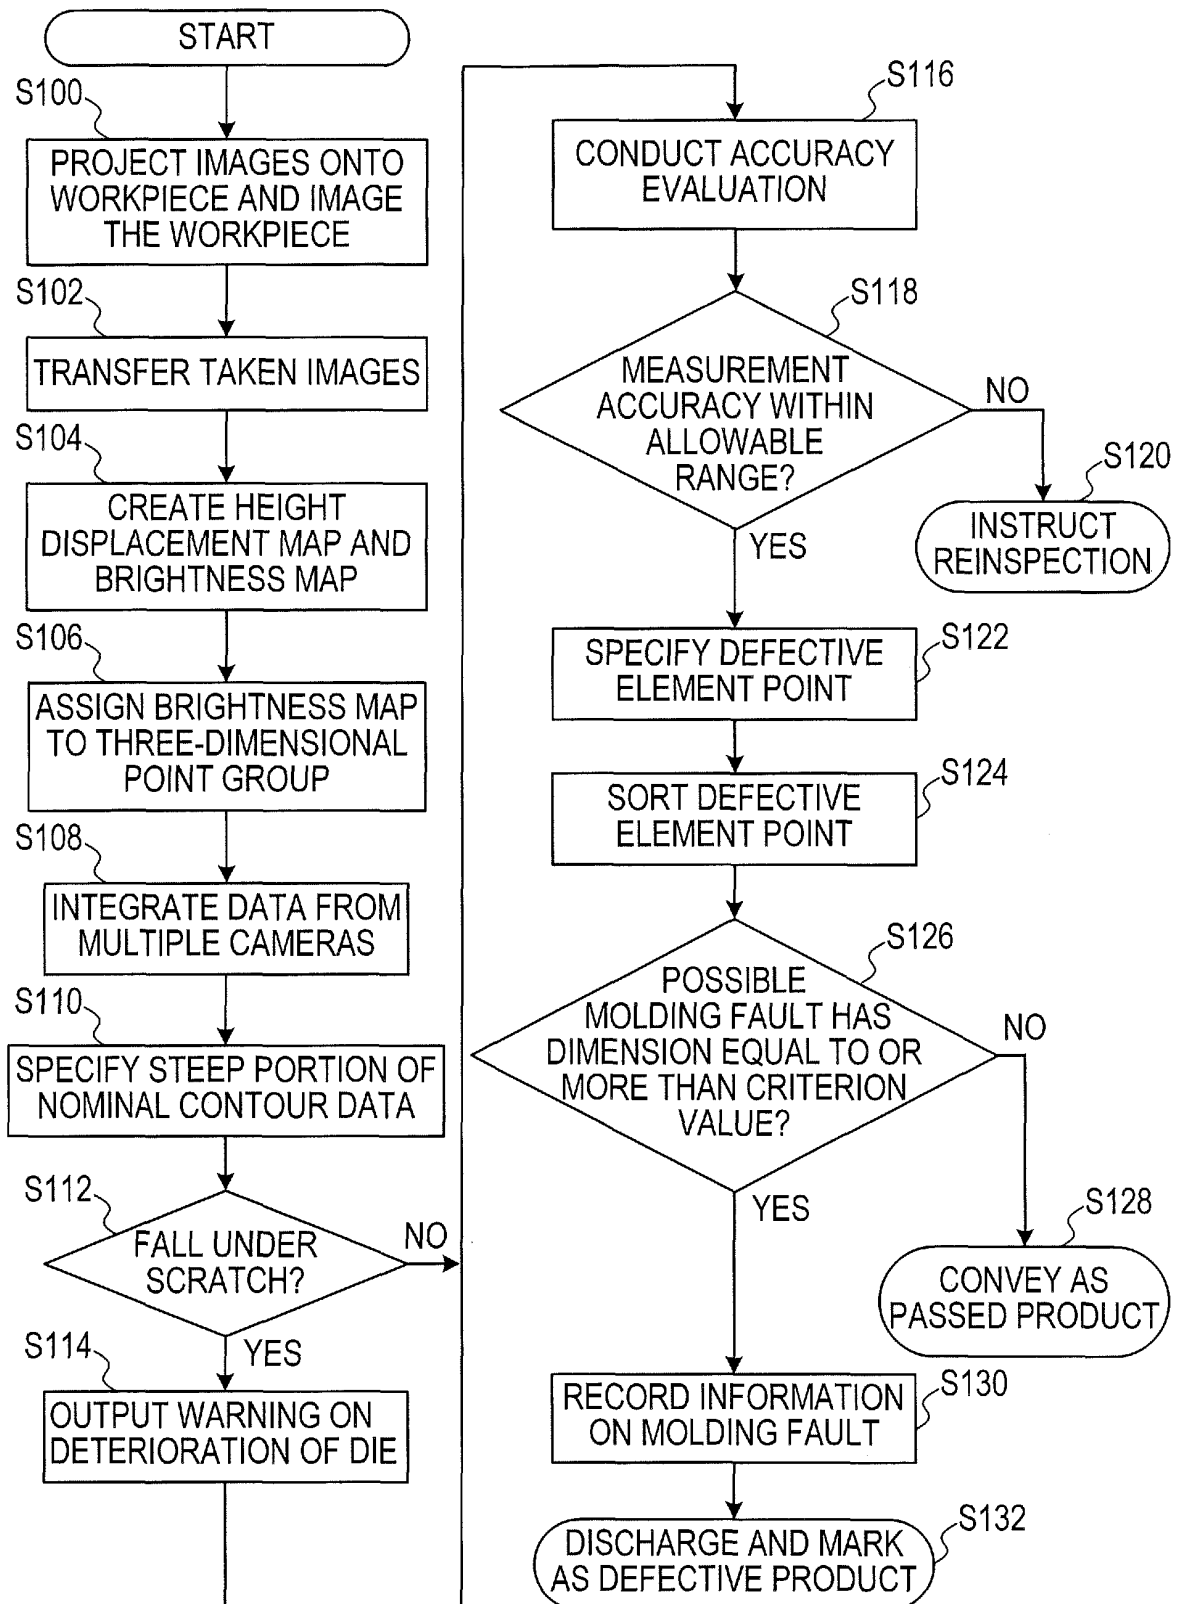 START
S100
PROJECT IMAGES ONTO
WORKPIECE AND IMAGE
THE WORKPIECE
S102
TRANSFER TAKEN IMAGES
S104
CREATE HEIGHT
DISPLACEMENT MAP AND
BRIGHTNESS MAP
S106
ASSIGN BRIGHTNESS MAP
TO THREE-DIMENSIONAL
POINT GROUP
S108
INTEGRATE DATA FROM
MULTIPLE CAMERAS
S110
SPECIFY STEEP PORTION OF
NOMINAL CONTOUR DATA
S112
FALL UNDER
SCRATCH?
NO
YES
S114
OUTPUT WARNING ON
DETERIORATION OF DIE
S116
CONDUCT ACCURACY
EVALUATION
S118
MEASUREMENT
ACCURACY WITHIN
ALLOWABLE
RANGE?
NO
YES
S120
INSTRUCT
REINSPECTION
S122
SPECIFY DEFECTIVE
ELEMENT POINT
S124
SORT DEFECTIVE
ELEMENT POINT
S126
POSSIBLE
MOLDING FAULT HAS
DIMENSION EQUAL TO OR
MORE THAN CRITERION
VALUE?
NO
YES
S128
CONVEY AS
PASSED PRODUCT
S130
RECORD INFORMATION
ON MOLDING FAULT
S132
DISCHARGE AND MARK
AS DEFECTIVE PRODUCT